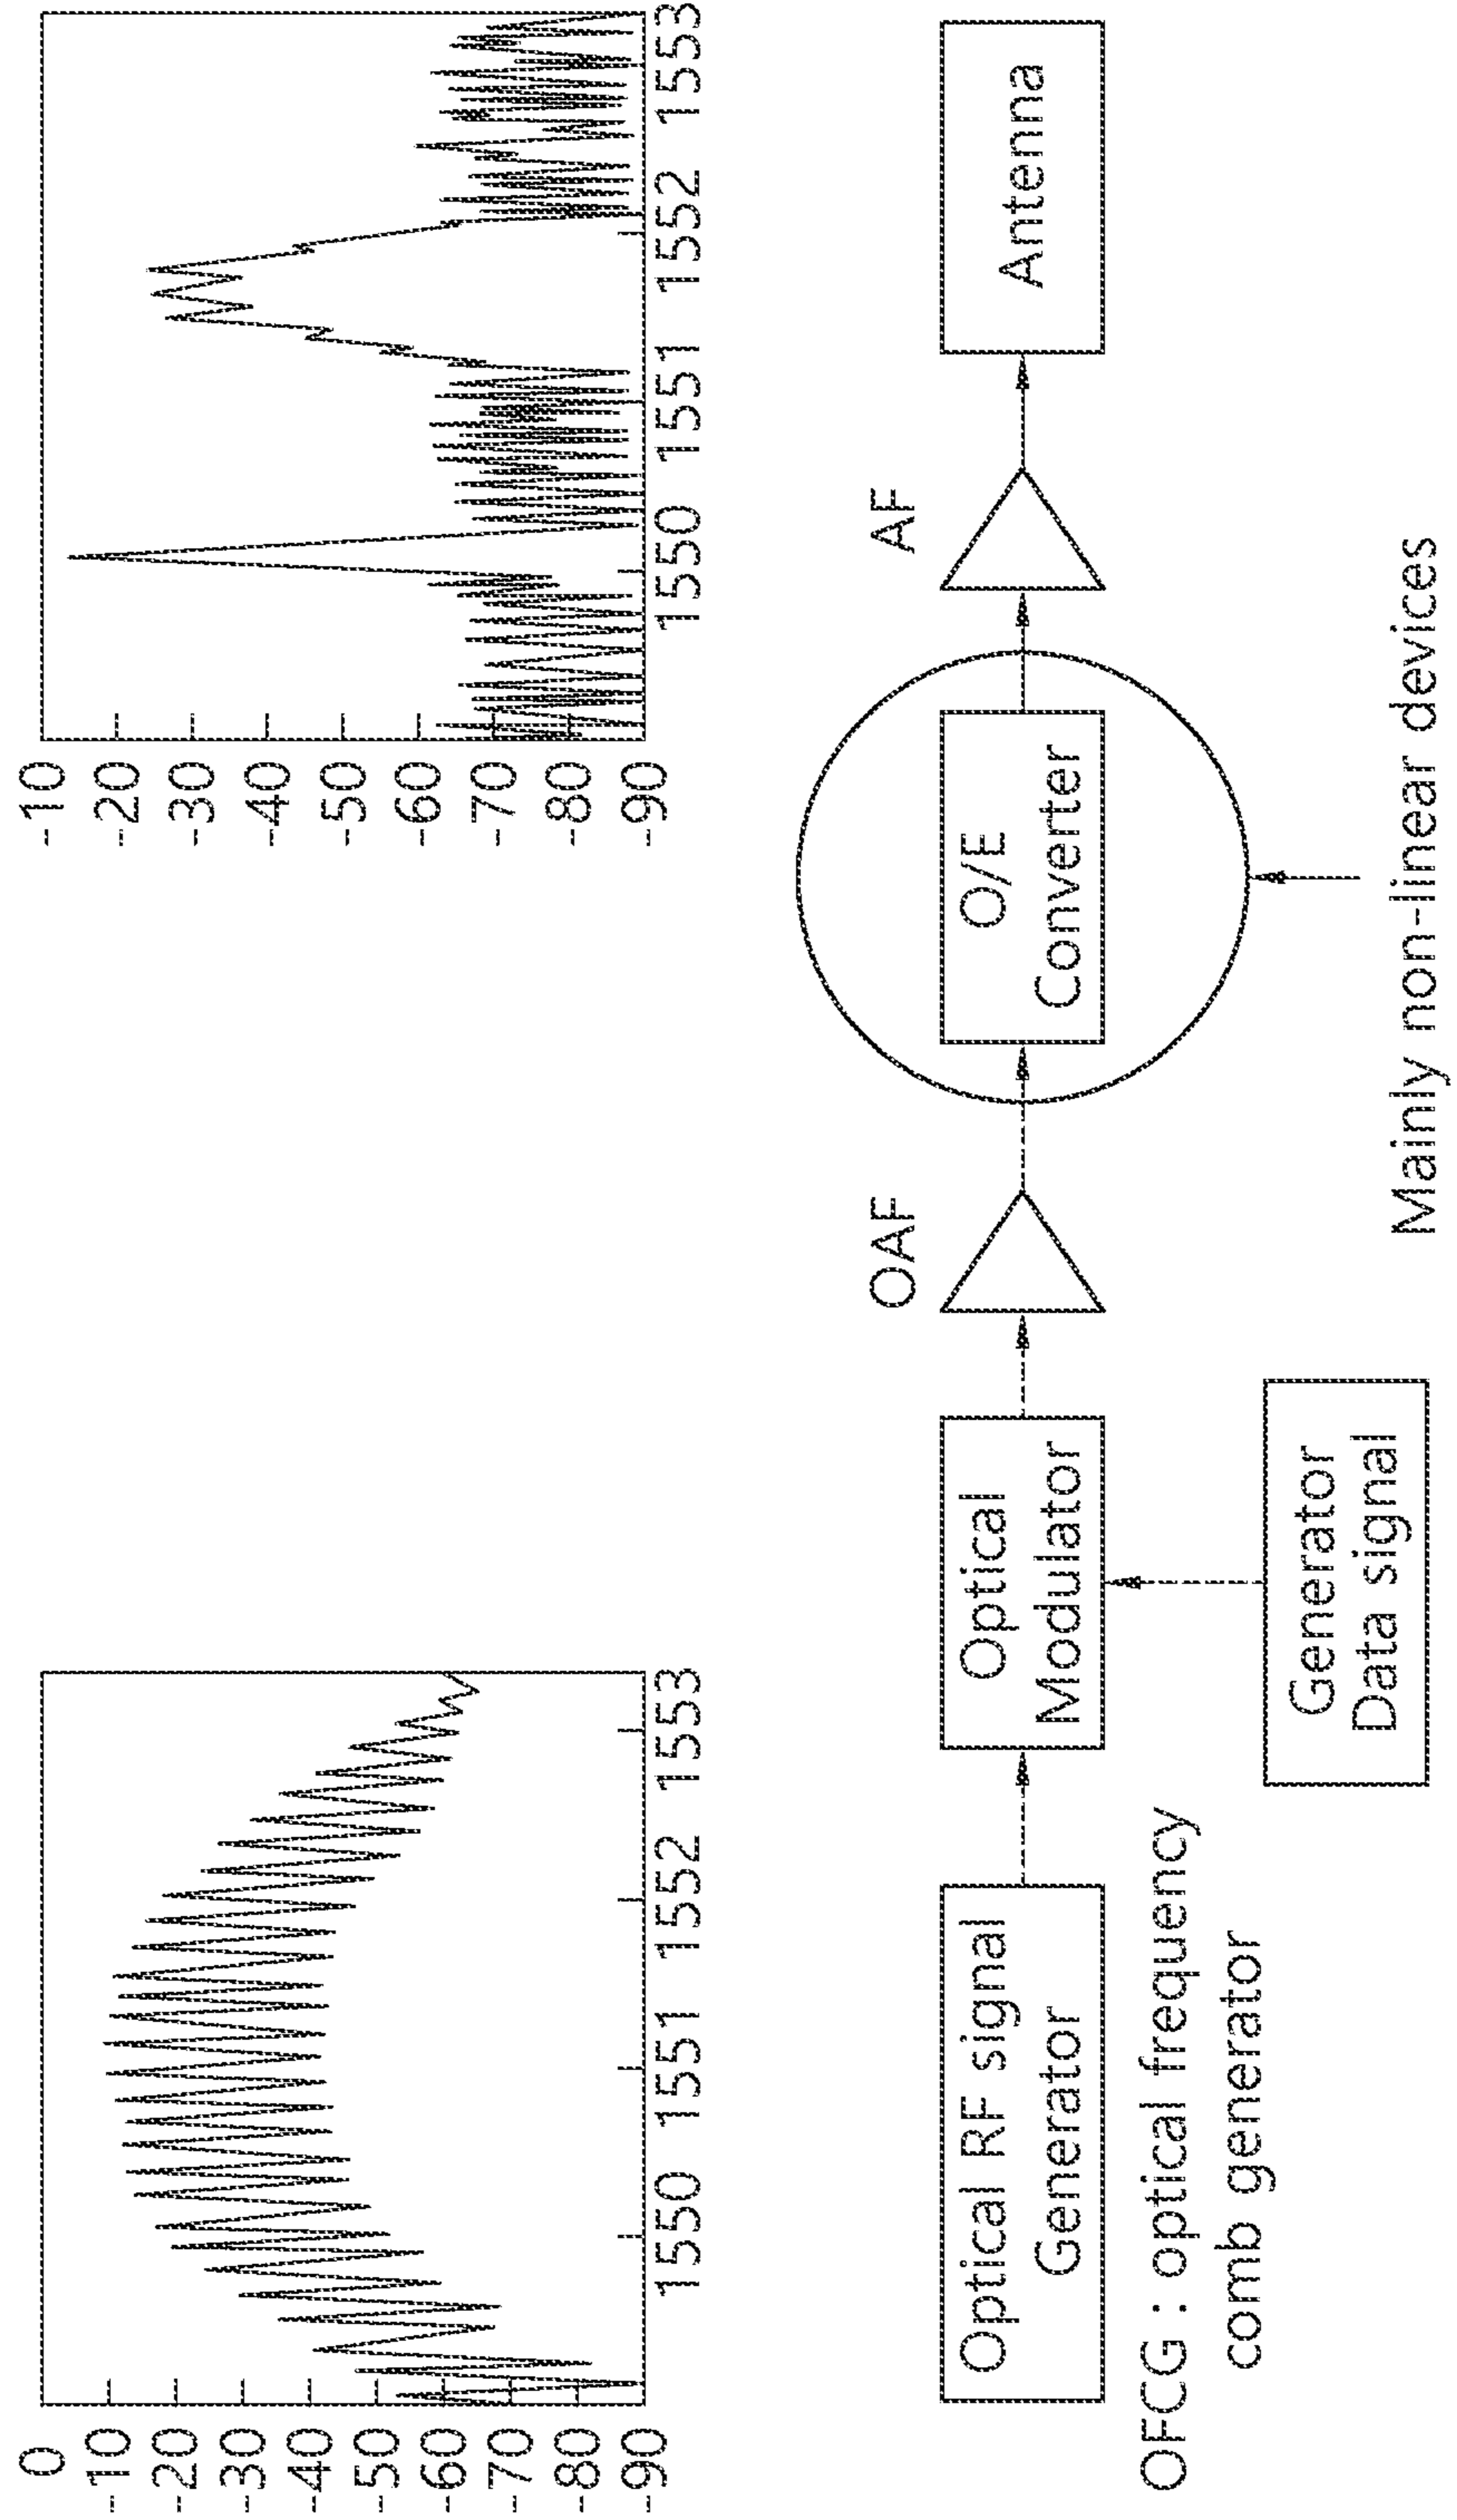 0
-10
-20
-30
-40
-50
-60
-70
-80
-90
1550
1551
1552
1553
-10
-20
-30
-40
-50
-60
-70
-80
-90
1550
1551
1552
1553
Optical RF signal
Generator
OFCG : optical frequency
comb generator
Optical
Modulator
Generator
Data signal
OAF
O/E
Converter
Mainly non-linear devices
AF
Antenna